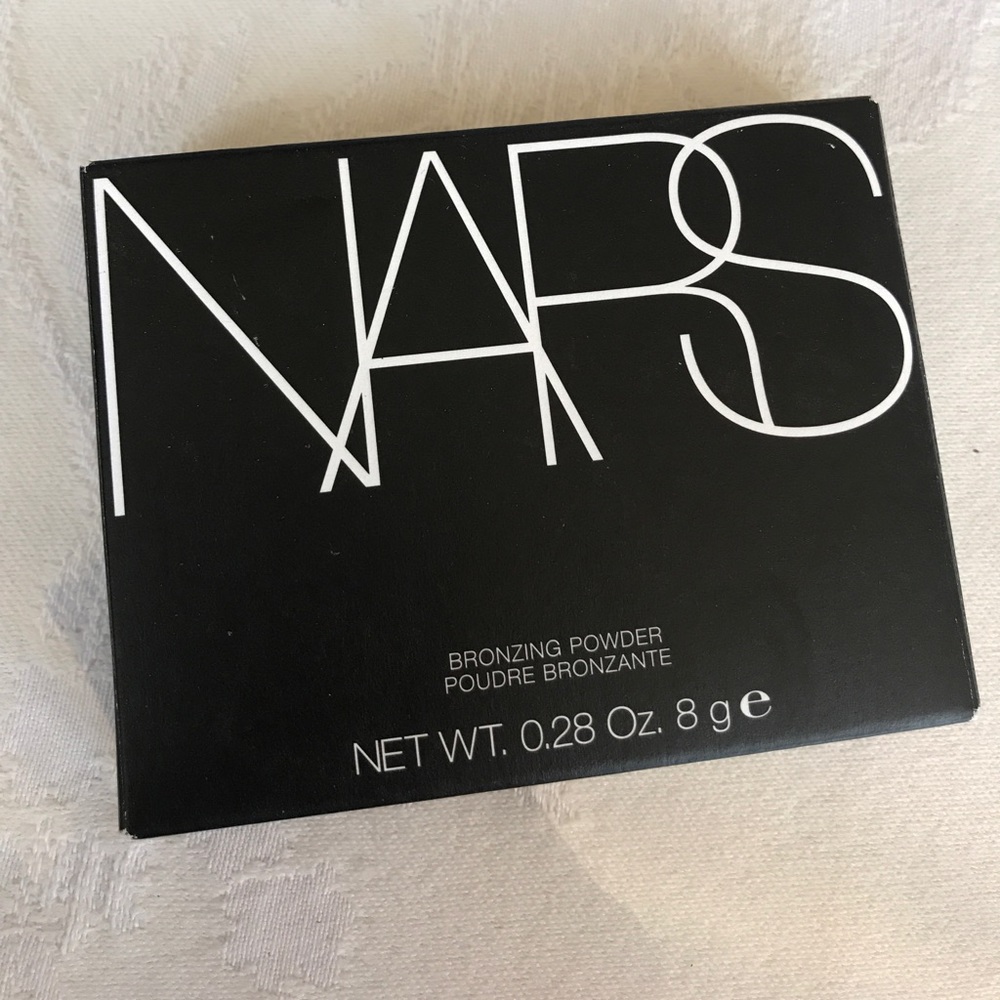 NARS
BRONZING POWDER
POUDRE BRONZANTE
NET WT. 0.28 Oz. 8 g ℮